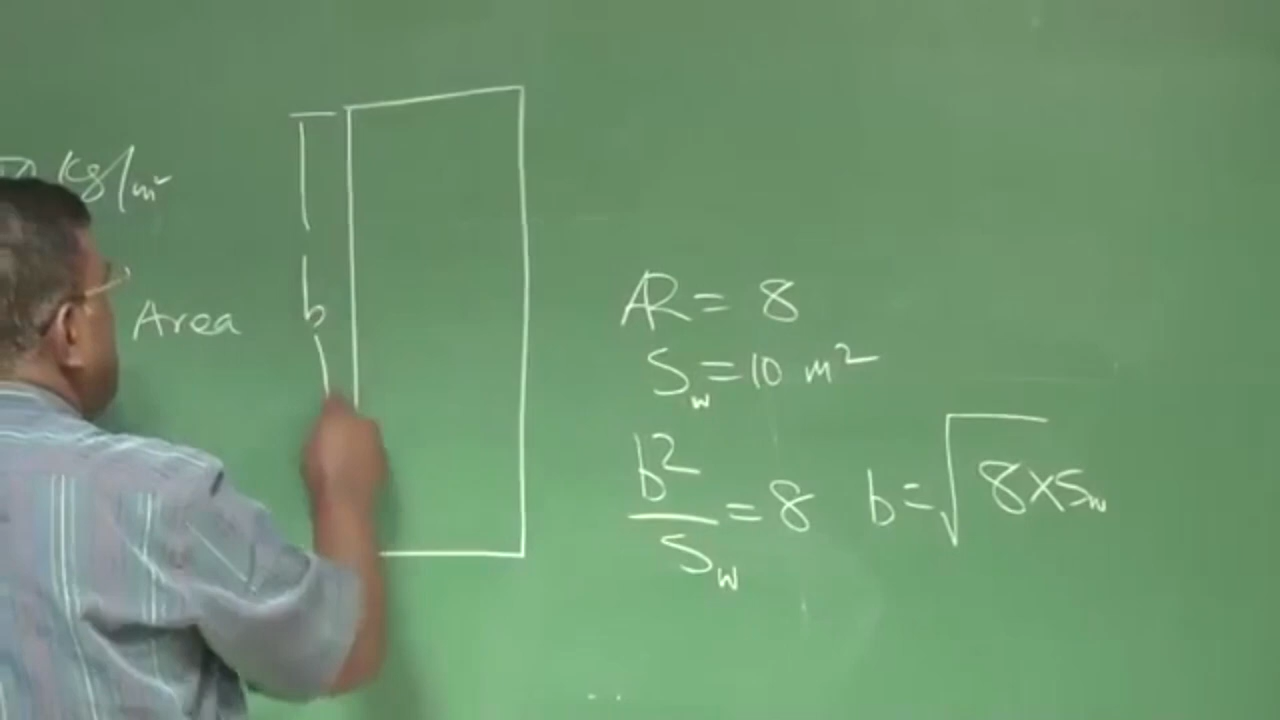 kg/m²
Area
b
AR = 8
S_w = 10 m²
b²/S_w = 8 b = √(8×S_w)